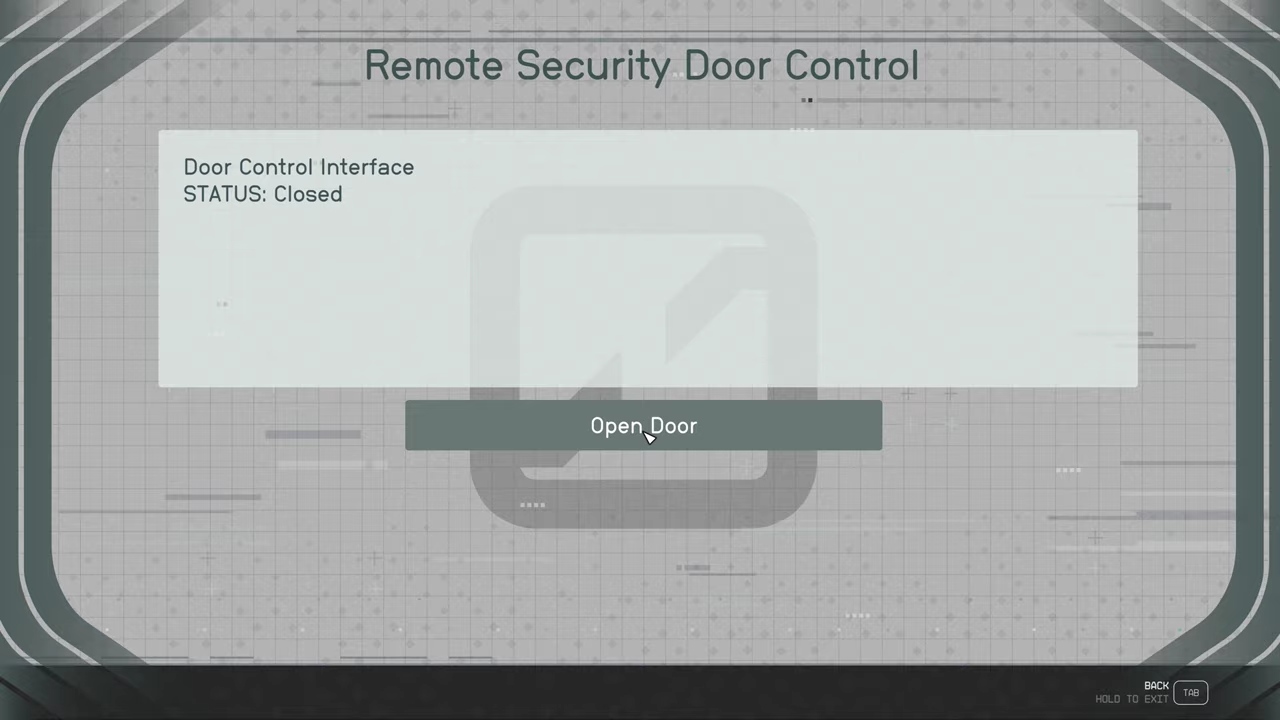 Remote Security Door Control
Door Control Interface
STATUS: Closed
Open Door
BACK
HOLD TO EXIT
TAB